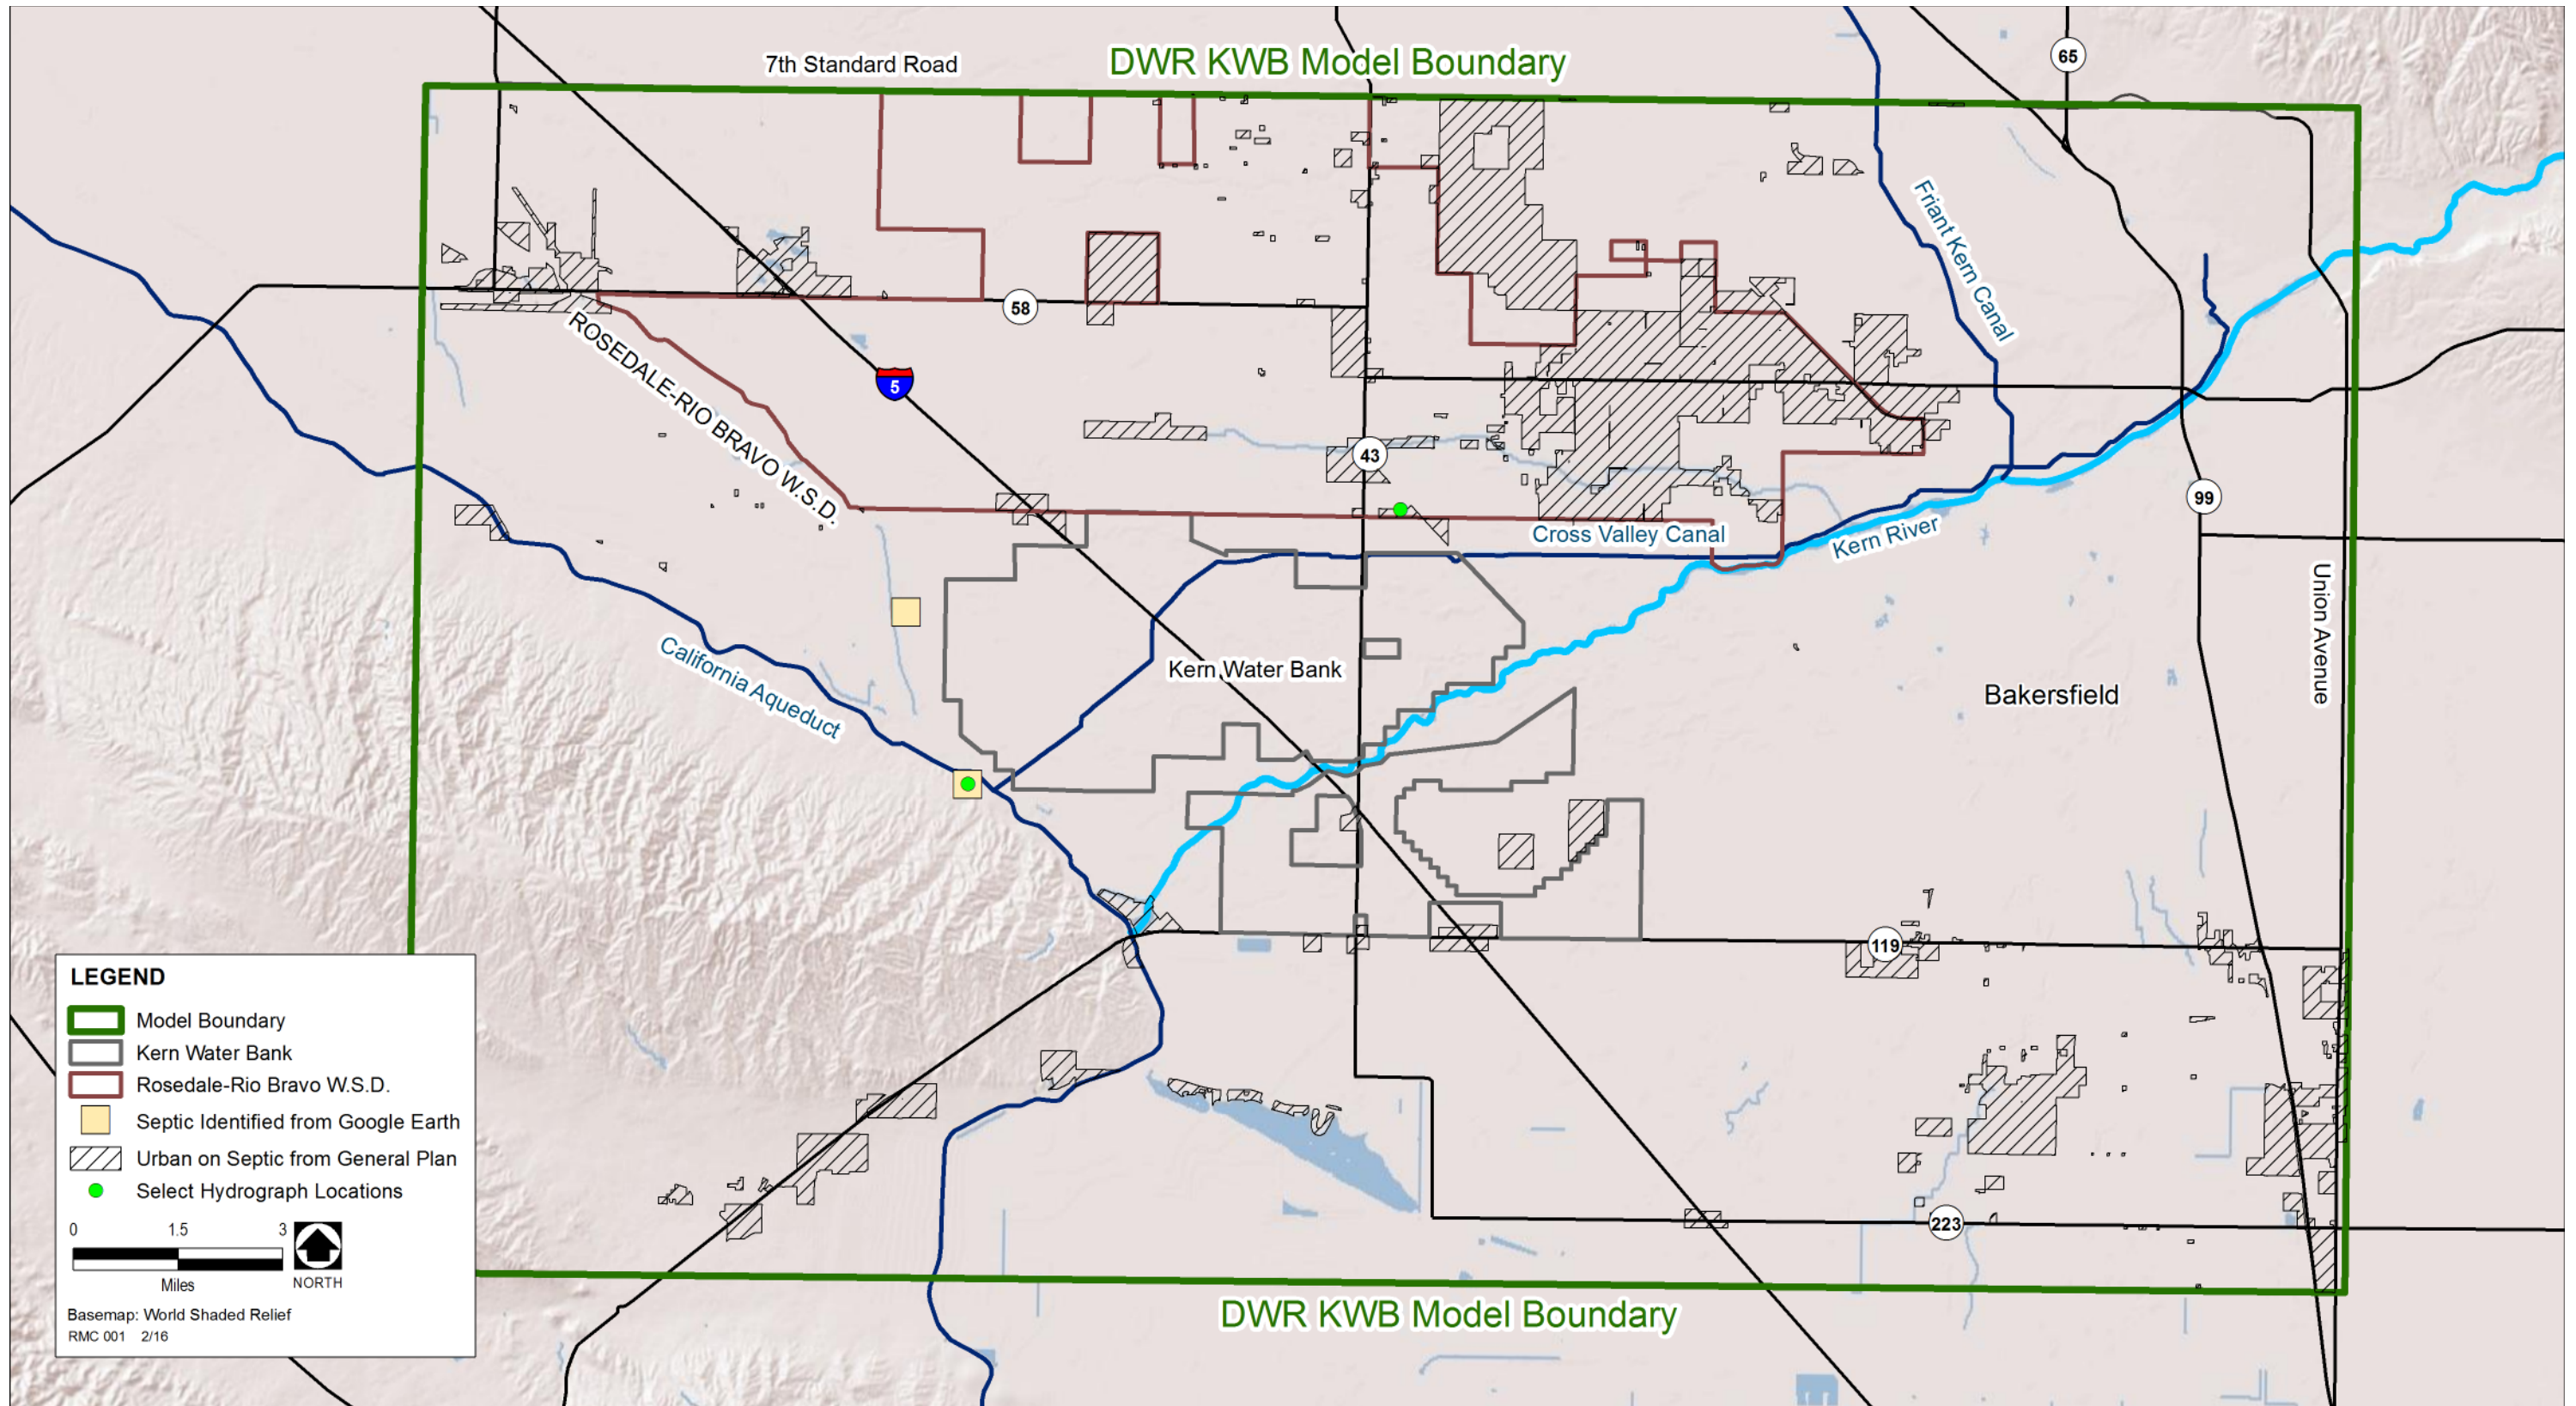 7th Standard Road
DWR KWB Model Boundary
65
Friant Kern Canal
58
ROSEDALE-RIO BRAVO W.S.D.
5
43
99
Cross Valley Canal
Kern River
Union Avenue
California Aqueduct
Kern Water Bank
Bakersfield
119
223
DWR KWB Model Boundary
LEGEND
Model Boundary
Kern Water Bank
Rosedale-Rio Bravo W.S.D.
Septic Identified from Google Earth
Urban on Septic from General Plan
Select Hydrograph Locations
0 1.5 3
Miles
NORTH
Basemap: World Shaded Relief
RMC 001 2/16